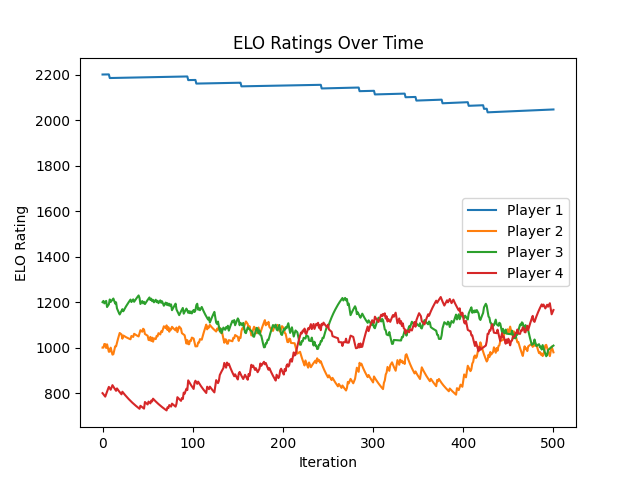 ELO Ratings Over Time
ELO Rating
2200
2000
1800
1600
1400
1200
1000
800
Player 1
Player 2
Player 3
Player 4
0 100 200 300 400 500
Iteration